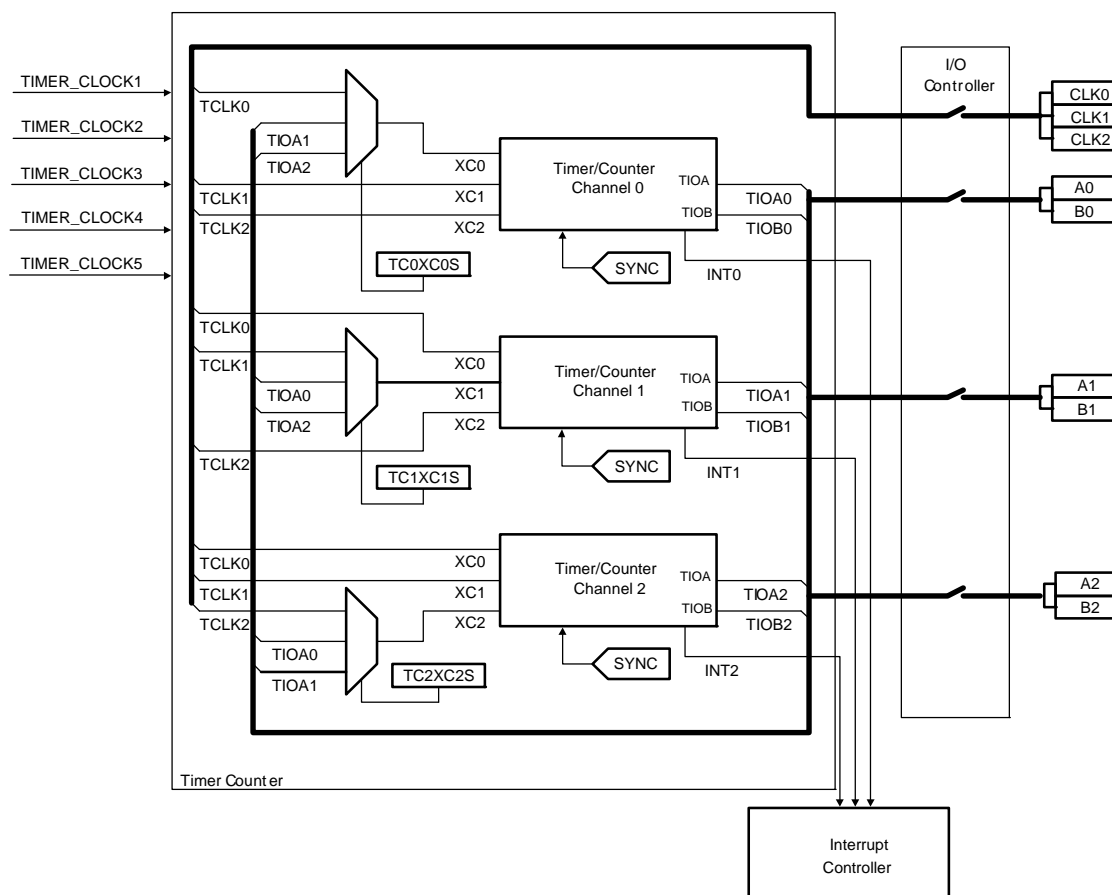 TIMER_CLOCK1
TIMER_CLOCK2
TIMER_CLOCK3
TIMER_CLOCK4
TIMER_CLOCK5
TCLK0
TIOA1
TIOA2
TCLK1
TCLK2
XC0
XC1
XC2
Timer/Counter
Channel 0
TIOA
TIOB
TIOA0
TIOB0
TC0XC0S
SYNC
INT0
TCLK0
TCLK1
TIOA0
TIOA2
TCLK2
XC0
XC1
XC2
Timer/Counter
Channel 1
TIOA
TIOB
TIOA1
TIOB1
TC1XC1S
SYNC
INT1
TCLK0
TCLK1
TCLK2
TIOA0
TIOA1
XC0
XC1
XC2
Timer/Counter
Channel 2
TIOA
TIOB
TIOA2
TIOB2
TC2XC2S
SYNC
INT2
Timer Counter
I/O
Controller
CLK0
CLK1
CLK2
A0
B0
A1
B1
A2
B2
Interrupt
Controller